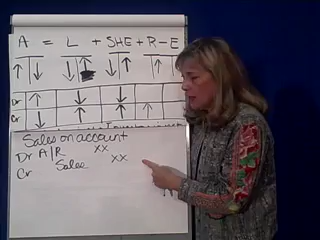 A = L + SHE + R - E
Dr
Cr
Sales on account
Dr A/R xx
Cr Sales xx